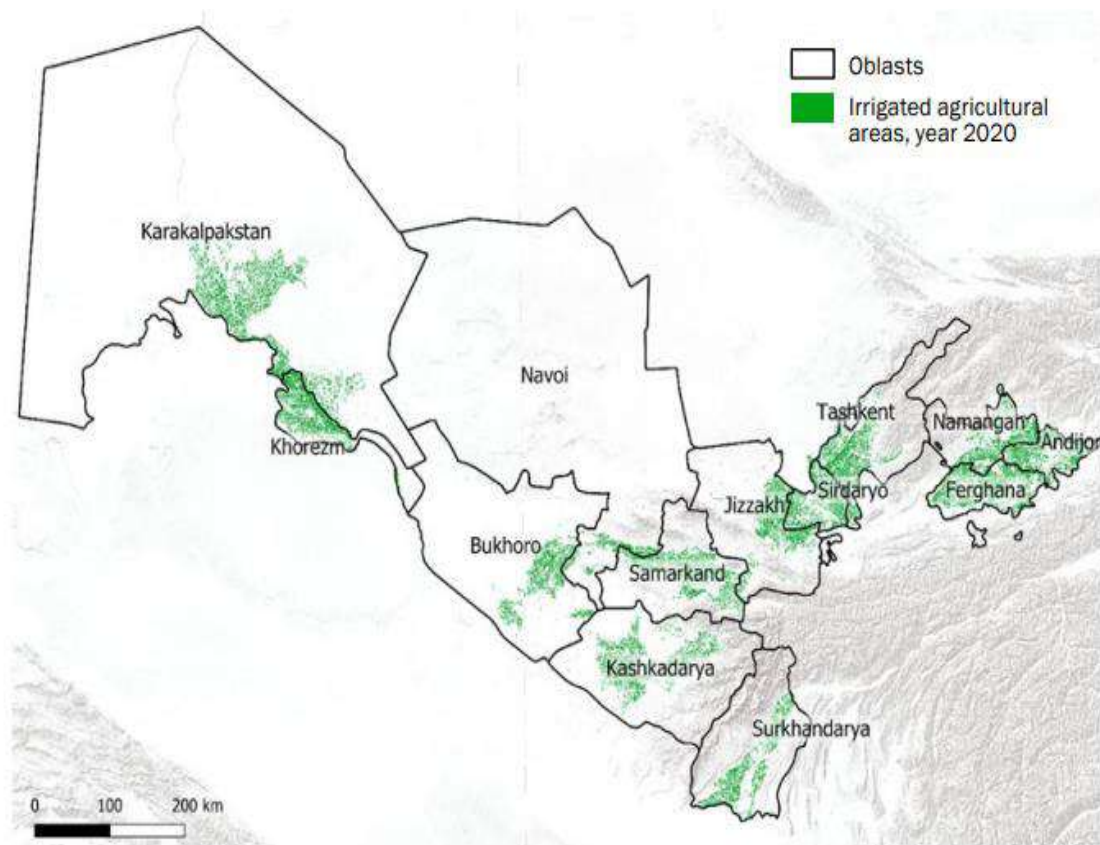 Oblasts
Irrigated agricultural
areas, year 2020
Karakalpakstan
Navoi
Tashkent
Namangan
Andijon
Khorezm
Jizzakh
Sirdaryo
Ferghana
Bukhoro
Samarkand
Kashkadarya
Surkhandarya
0 100 200 km